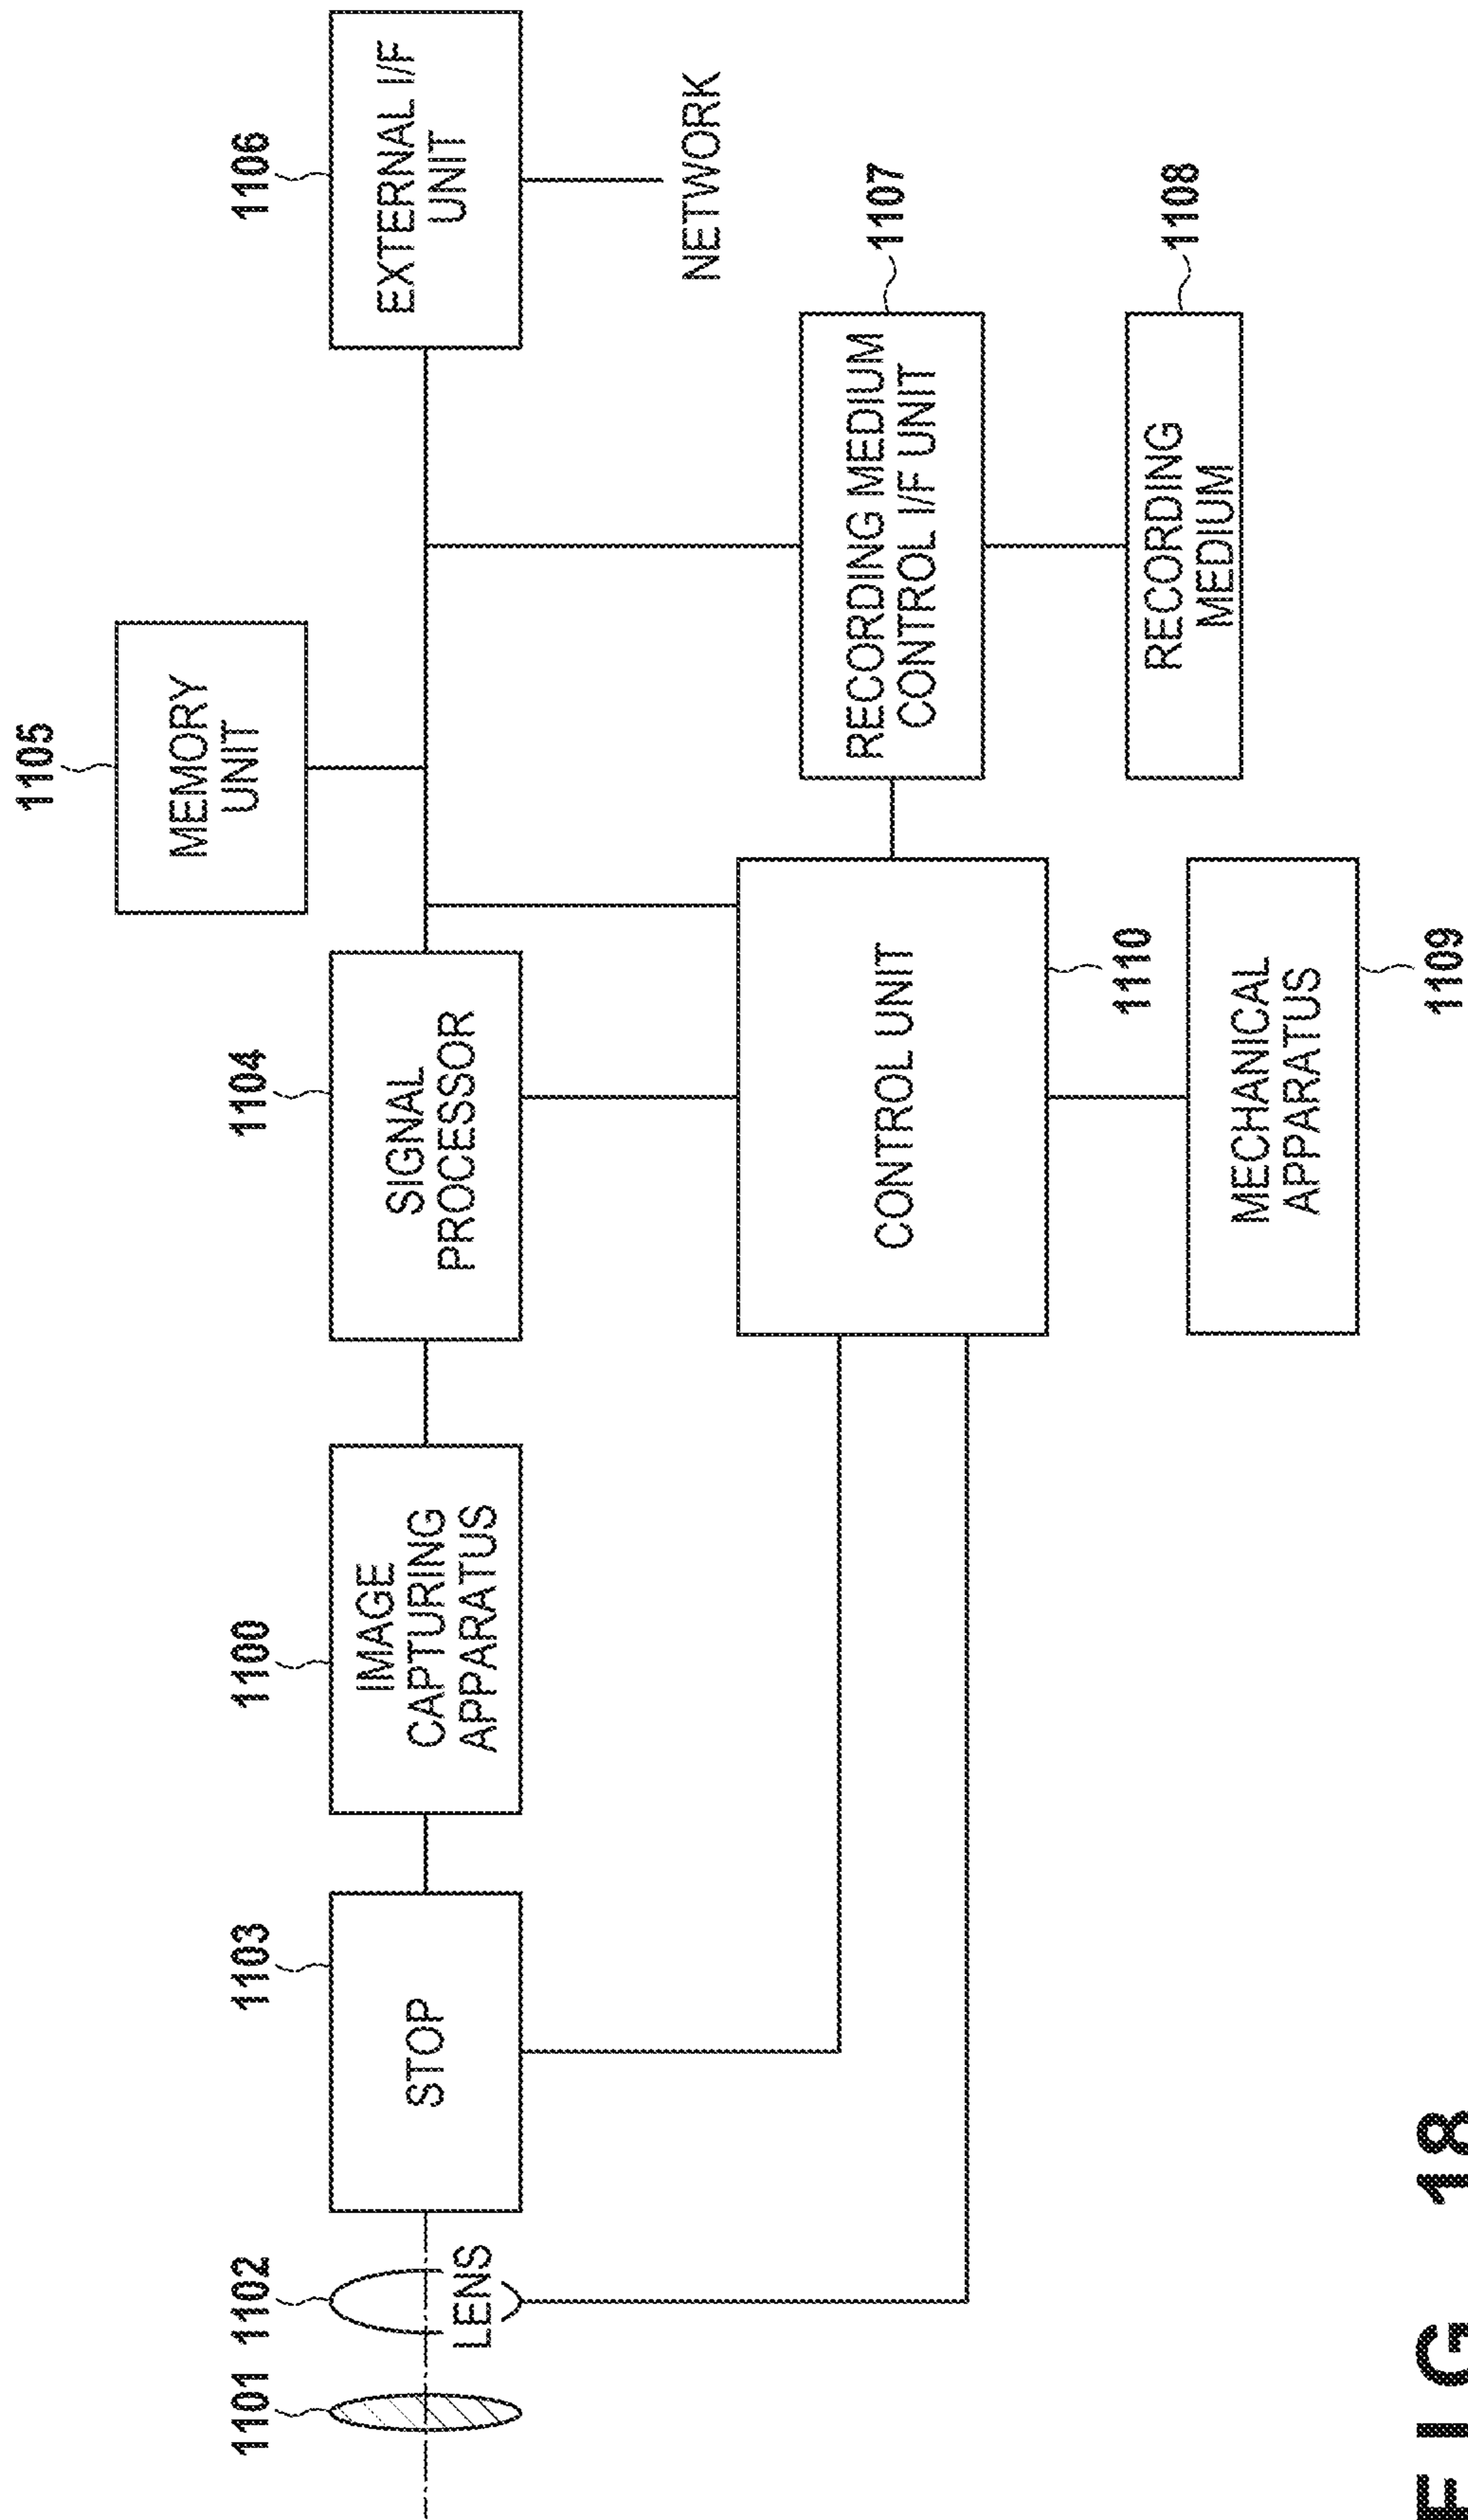 1105
MEMORY
UNIT
1101
1102
1103
1100
1104
1106
LENS
STOP
IMAGE
CAPTURING
APPARATUS
SIGNAL
PROCESSOR
EXTERNAL I/F
UNIT
NETWORK
CONTROL UNIT
RECORDING MEDIUM
CONTROL I/F UNIT
1107
1110
RECORDING
MEDIUM
1108
MECHANICAL
APPARATUS
1109
FIG. 18